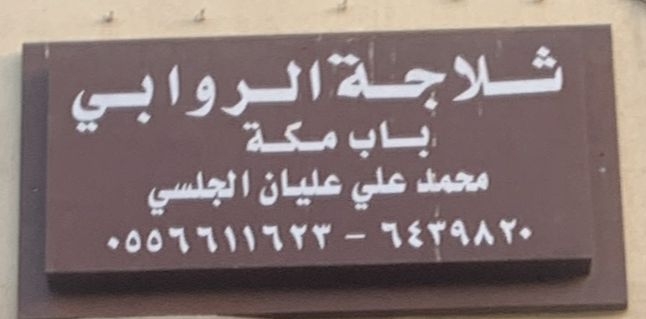 ثلاجة الروابي
باب مكة
محمد علي عليان الجلسي
٠٥٥٦٦١١٦٢٣ - ٦٤٣٩٨٢٠